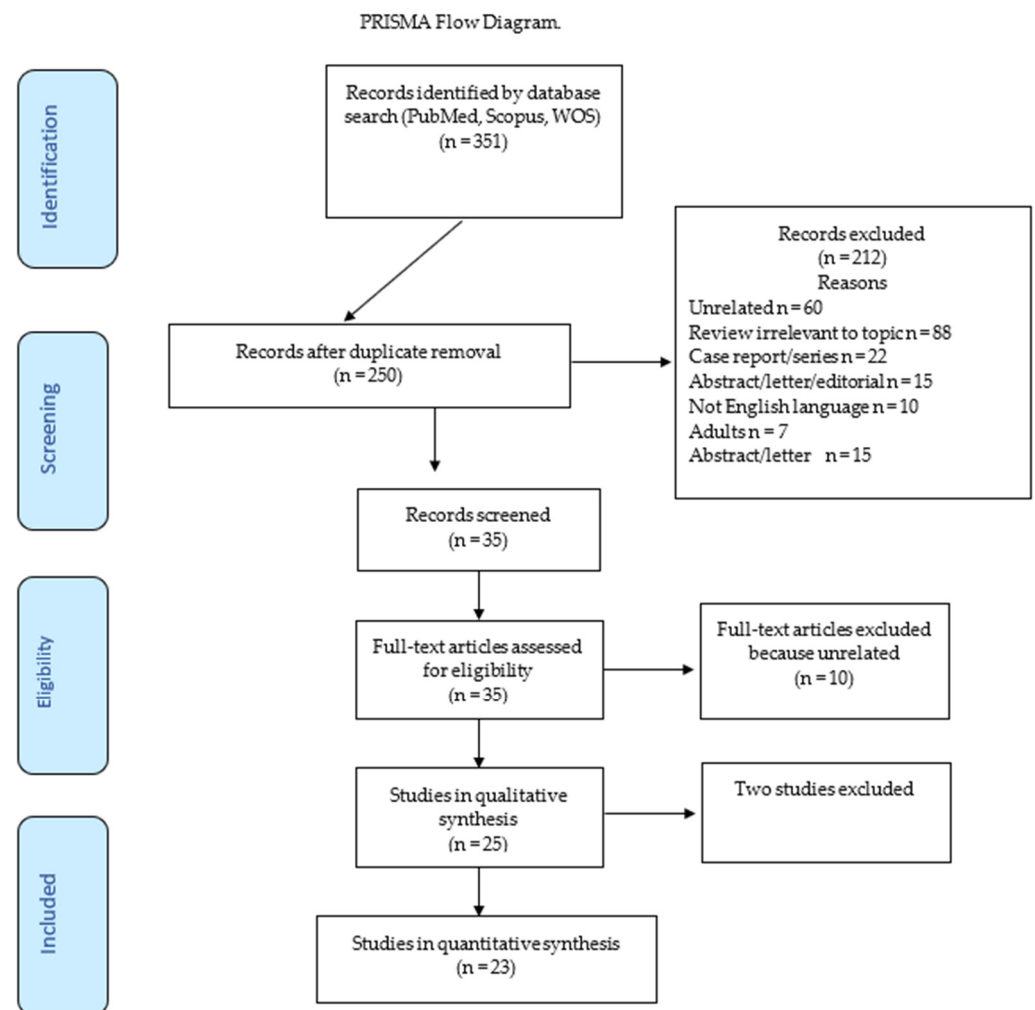 PRISMA Flow Diagram.
Identification
Records identified by database
search (PubMed, Scopus, WOS)
(n = 351)
Records excluded
(n = 212)
Reasons
Unrelated n = 60
Review irrelevant to topic n = 88
Case report/series n = 22
Abstract/letter/editorial n = 15
Not English language n = 10
Adults n = 7
Abstract/letter n = 15
Screening
Records after duplicate removal
(n = 250)
Records screened
(n = 35)
Eligibility
Full-text articles assessed
for eligibility
(n = 35)
Full-text articles excluded
because unrelated
(n = 10)
Studies in qualitative
synthesis
(n = 25)
Two studies excluded
Included
Studies in quantitative synthesis
(n = 23)